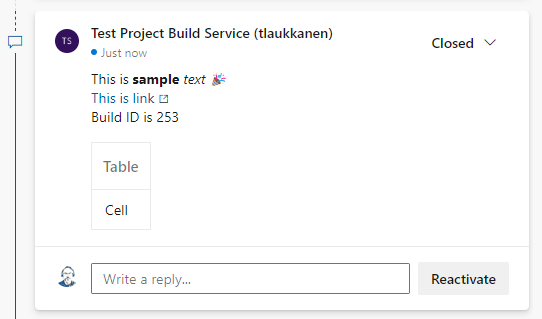 TS
Test Project Build Service (tlaukkanen)
Just now
Closed
This is sample text 🎉
This is link
Build ID is 253
Table
Cell
Write a reply...
Reactivate